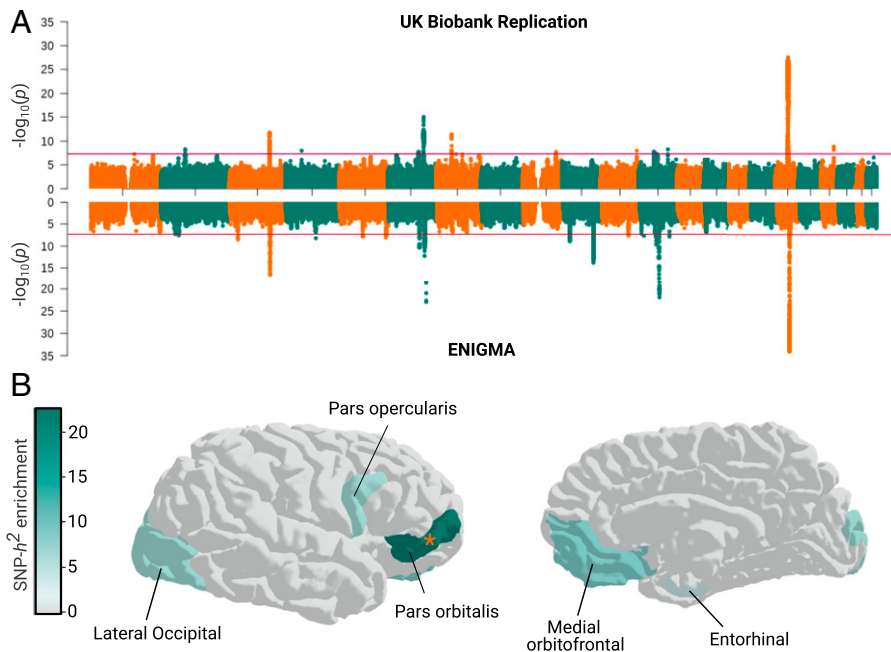 A
UK Biobank Replication
-log10(p)
35
30
25
20
15
10
5
0
0
5
10
15
20
25
30
35
-log10(p)
ENIGMA
B
SNP-h2 enrichment
20
15
10
5
0
Pars opercularis
*
Pars orbitalis
Lateral Occipital
Medial
orbitofrontal
Entorhinal